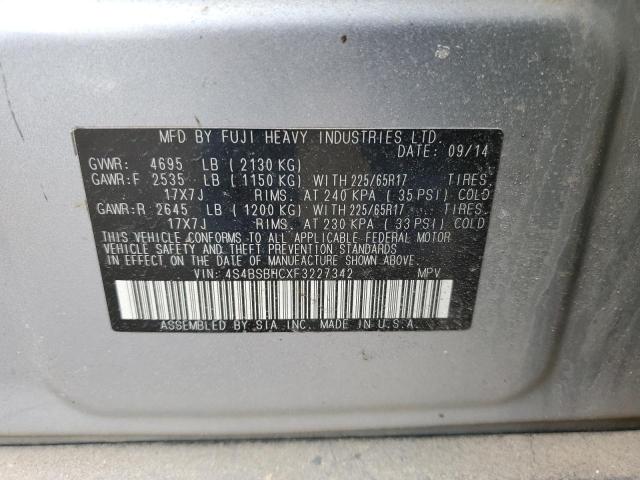 MFD BY FUJI HEAVY INDUSTRIES LTD
DATE: 09/14
GVWR: 4695 LB (2130 KG)
GAWR:F 2535 LB (1150 KG) WITH 225/65R17 TIRES,
17X7J RIMS, AT 240 KPA (35 PSI) COLD
GAWR:R 2645 LB (1200 KG) WITH 225/65R17 TIRES,
17X7J RIMS, AT 230 KPA (33 PSI) COLD
THIS VEHICLE CONFORMS TO ALL APPLICABLE FEDERAL MOTOR
VEHICLE SAFETY AND BUMPER STANDARDS
IN EFFECT ON THE DATE OF MANUFACTURE SHOWN ABOVE.
VIN: 4S4BSBHCXF3227342 MPV
ASSEMBLED BY SIA INC. MADE IN U.S.A.